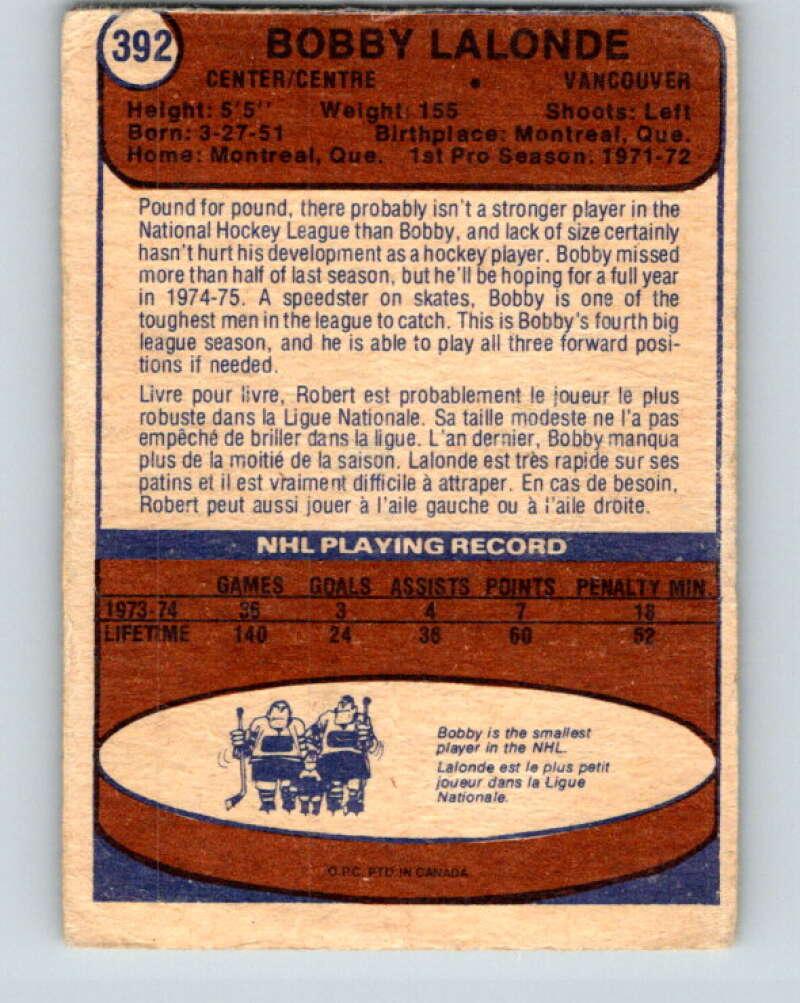 392
BOBBY LALONDE
CENTER/CENTRE • VANCOUVER
Height: 5'5'' Weight: 155 Shoots: Left
Born: 3-27-51 Birthplace: Montreal, Que.
Home: Montreal, Que. 1st Pro Season: 1971-72
Pound for pound, there probably isn't a stronger player in the
National Hockey League than Bobby, and lack of size certainly
hasn't hurt his development as a hockey player. Bobby missed
more than half of last season, but he'll be hoping for a full year
in 1974-75. A speedster on skates, Bobby is one of the
toughest men in the league to catch. This is Bobby's fourth big
league season, and he is able to play all three forward posi-
tions if needed.
Livre pour livre, Robert est probablement le joueur le plus
robuste dans la Ligue Nationale. Sa taille modeste ne l'a pas
empêché de briller dans la ligue. L'an dernier, Bobby manqua
plus de la moitié de la saison. Lalonde est très rapide sur ses
patins et il est vraiment difficile à attraper. En cas de besoin,
Robert peut aussi jouer à l'aile gauche ou à l'aile droite.
NHL PLAYING RECORD
GAMES GOALS ASSISTS POINTS PENALTY MIN.
1973-74 36 3 4 7 18
LIFETIME 140 24 36 60 52
Bobby is the smallest
player in the NHL.
Lalonde est le plus petit
joueur dans la Ligue
Nationale.
O.P.C. PTD. IN CANADA